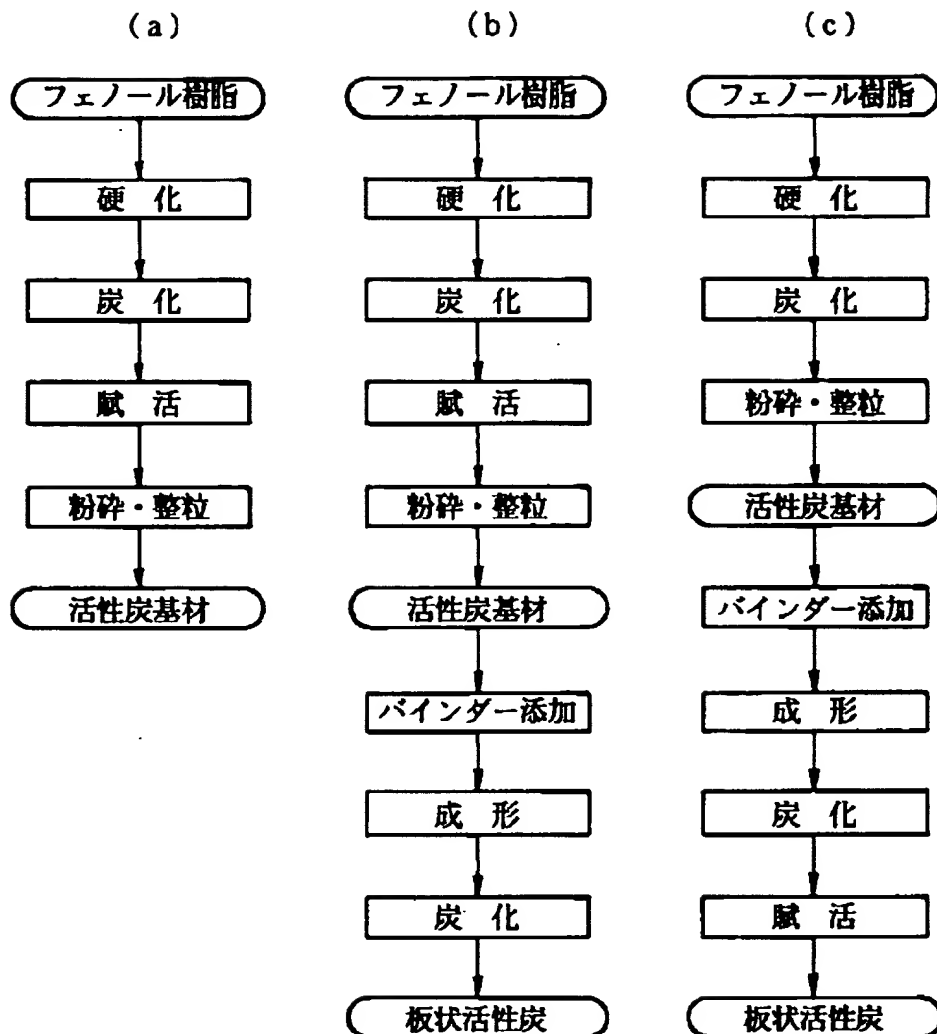 (a)
フェノール樹脂
硬 化
炭 化
賦 活
粉砕・整粒
活性炭基材
(b)
フェノール樹脂
硬 化
炭 化
賦 活
粉砕・整粒
活性炭基材
バインダー添加
成 形
炭 化
板状活性炭
(c)
フェノール樹脂
硬 化
炭 化
粉砕・整粒
活性炭基材
バインダー添加
成 形
炭 化
賦 活
板状活性炭